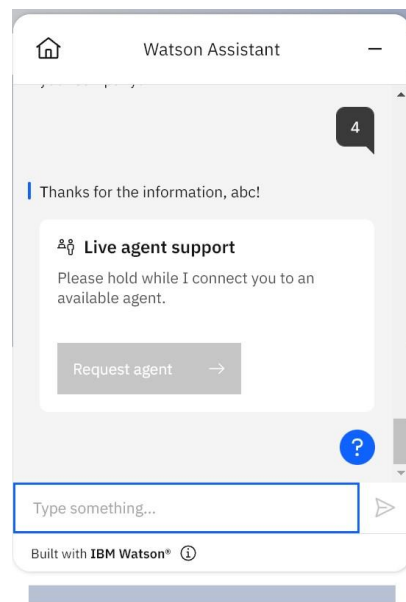 Watson Assistant
4
Thanks for the information, abc!
Live agent support
Please hold while I connect you to an
available agent.
Request agent
?
Type something...
Built with IBM Watson®